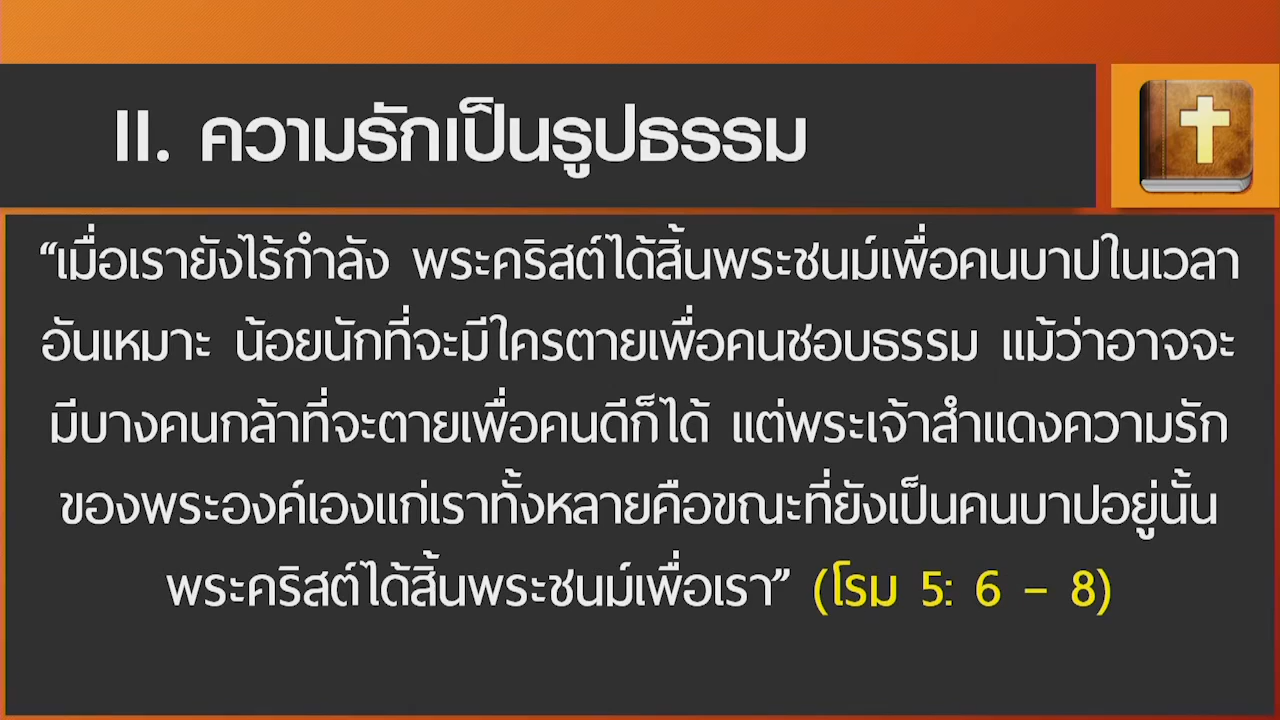 II. ความรักเป็นรูปธรรม
“เมื่อเรายังไร้กำลัง พระคริสต์ได้สิ้นพระชนม์เพื่อคนบาปในเวลา
อันเหมาะ น้อยนักที่จะมีใครตายเพื่อคนชอบธรรม แม้ว่าอาจจะ
มีบางคนกล้าที่จะตายเพื่อคนดีก็ได้ แต่พระเจ้าสำแดงความรัก
ของพระองค์เองแก่เราทั้งหลายคือขณะที่ยังเป็นคนบาปอยู่นั้น
พระคริสต์ได้สิ้นพระชนม์เพื่อเรา” (โรม 5: 6 – 8)